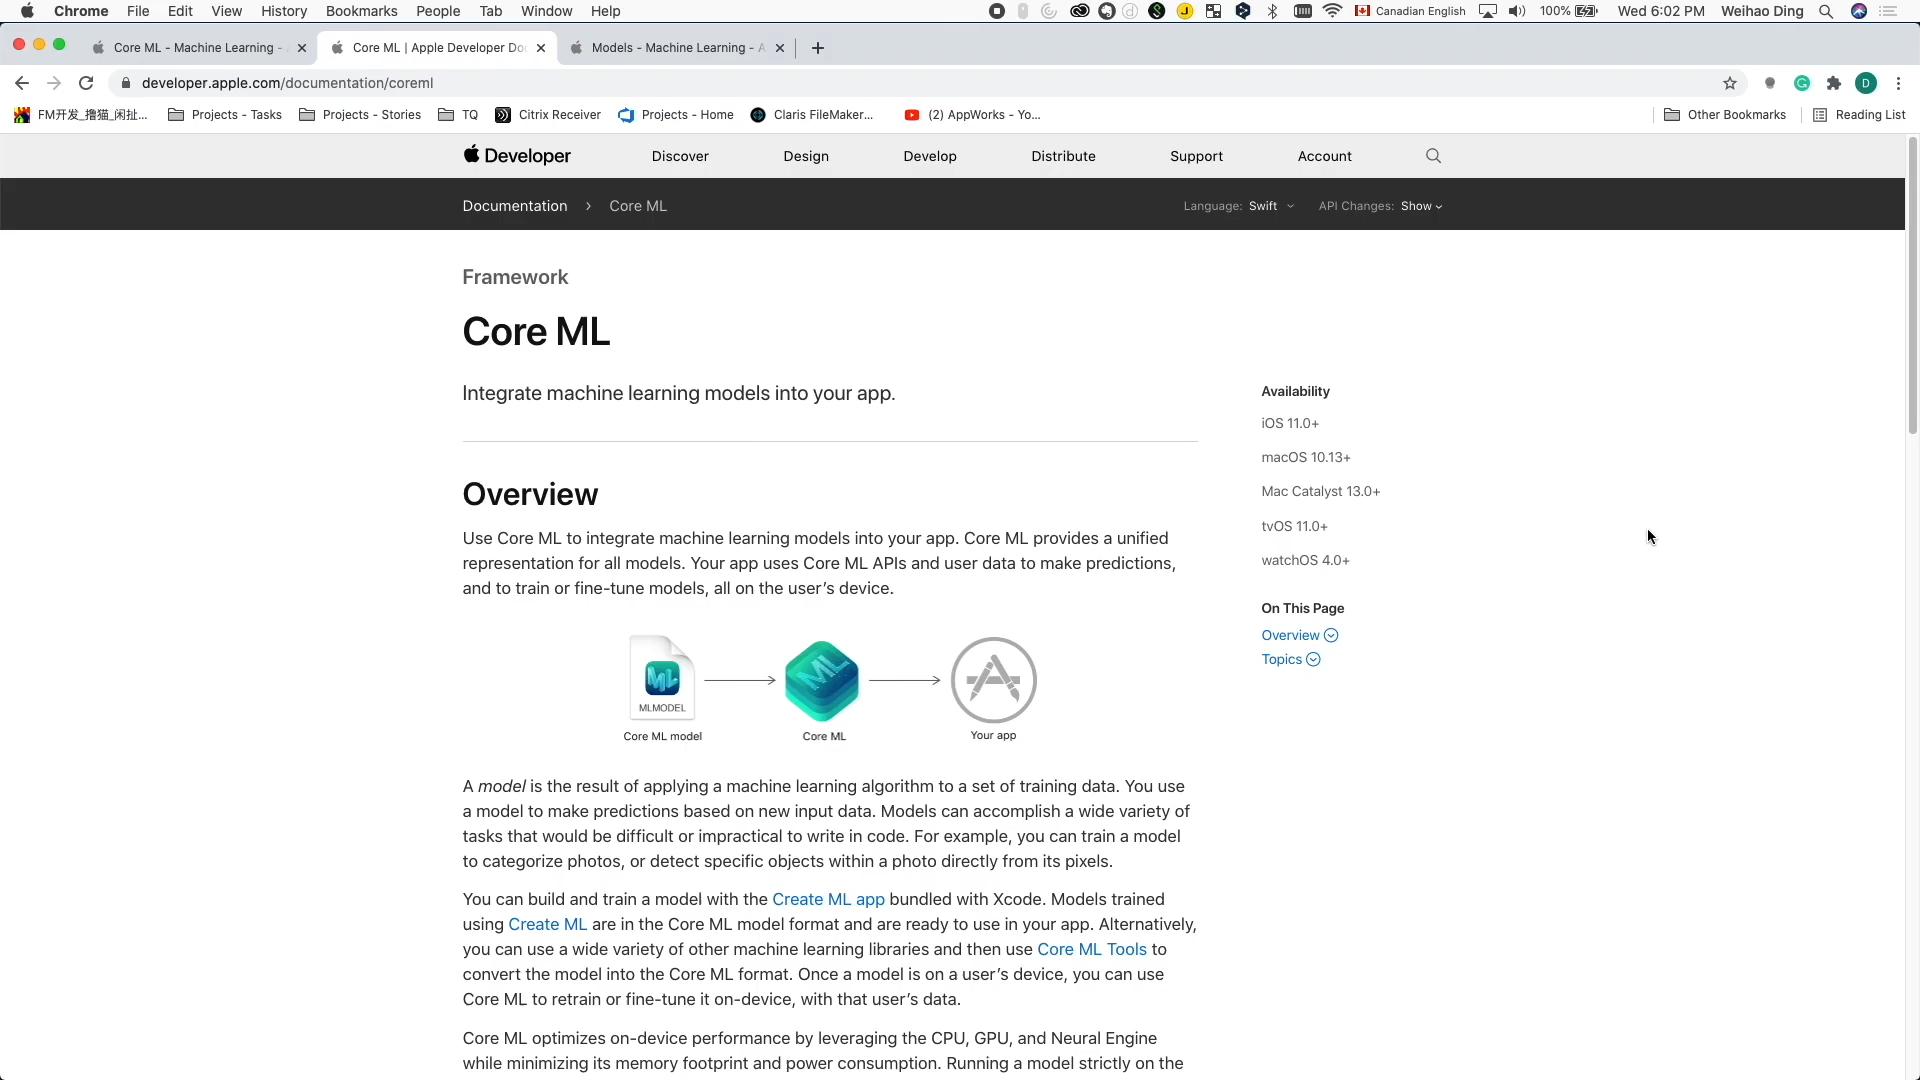 Chrome File Edit View History Bookmarks People Tab Window Help Canadian English 100% Wed 6:02 PM Weihao Ding
Core ML - Machine Learning - Core ML | Apple Developer Do Models - Machine Learning - A
developer.apple.com/documentation/coreml D
FM开发_撸猫_闲扯... Projects - Tasks Projects - Stories TQ Citrix Receiver Projects - Home Claris FileMaker... (2) AppWorks - Yo... Other Bookmarks Reading List
Developer Discover Design Develop Distribute Support Account
Documentation > Core ML Language: Swift API Changes: Show
Framework
Core ML
Integrate machine learning models into your app.
Availability
iOS 11.0+
macOS 10.13+
Mac Catalyst 13.0+
tvOS 11.0+
watchOS 4.0+
On This Page
Overview
Topics
Overview
Use Core ML to integrate machine learning models into your app. Core ML provides a unified
representation for all models. Your app uses Core ML APIs and user data to make predictions,
and to train or fine-tune models, all on the user's device.
ML ML
MLMODEL
Core ML model Core ML Your app
A model is the result of applying a machine learning algorithm to a set of training data. You use
a model to make predictions based on new input data. Models can accomplish a wide variety of
tasks that would be difficult or impractical to write in code. For example, you can train a model
to categorize photos, or detect specific objects within a photo directly from its pixels.
You can build and train a model with the Create ML app bundled with Xcode. Models trained
using Create ML are in the Core ML model format and are ready to use in your app. Alternatively,
you can use a wide variety of other machine learning libraries and then use Core ML Tools to
convert the model into the Core ML format. Once a model is on a user's device, you can use
Core ML to retrain or fine-tune it on-device, with that user's data.
Core ML optimizes on-device performance by leveraging the CPU, GPU, and Neural Engine
while minimizing its memory footprint and power consumption. Running a model strictly on the